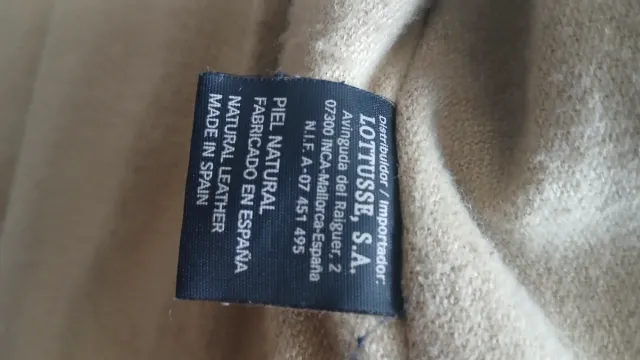 Distribuidor / Importador:
LOTTUSSE, S.A.
Avinguda del Raiguer, 2
07300 INCA-Mallorca-España
N.I.F. A-07 451 495
PIEL NATURAL
FABRICADO EN ESPAÑA
NATURAL LEATHER
MADE IN SPAIN